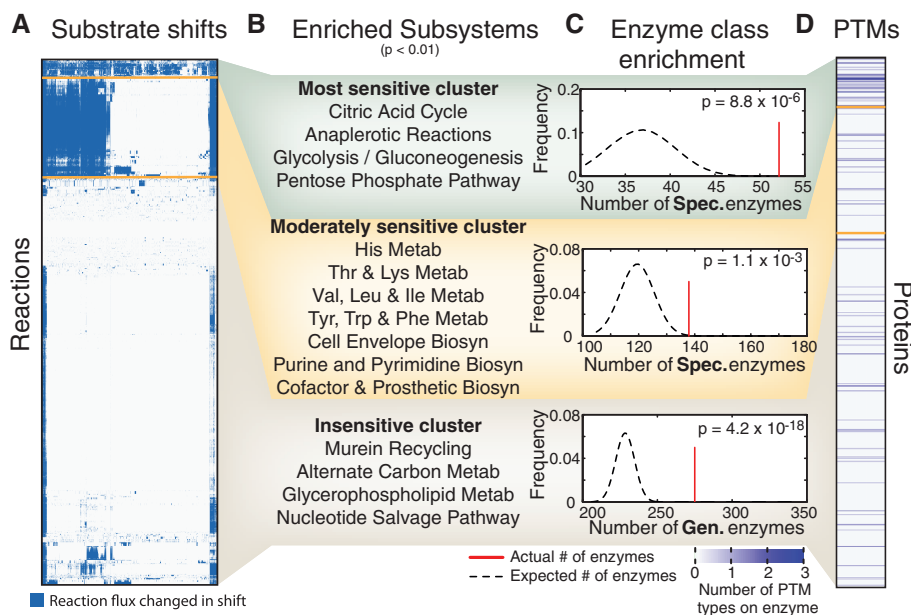 A Substrate shifts
B Enriched Subsystems
(p < 0.01)
C Enzyme class
enrichment
D PTMs
Reactions
Reaction flux changed in shift
Most sensitive cluster
Citric Acid Cycle
Anaplerotic Reactions
Glycolysis / Gluconeogenesis
Pentose Phosphate Pathway
Moderately sensitive cluster
His Metab
Thr & Lys Metab
Val, Leu & Ile Metab
Tyr, Trp & Phe Metab
Cell Envelope Biosyn
Purine and Pyrimidine Biosyn
Cofactor & Prosthetic Biosyn
Insensitive cluster
Murein Recycling
Alternate Carbon Metab
Glycerophospholipid Metab
Nucleotide Salvage Pathway
Frequency
0.2
0.1
0
p = 8.8 x 10-6
30 35 40 45 50 55
Number of Spec. enzymes
Frequency
0.08
0.04
0
p = 1.1 x 10-3
100 120 140 160 180
Number of Spec. enzymes
Frequency
0.08
0.04
0
p = 4.2 x 10-18
200 250 300 350
Number of Gen. enzymes
Actual # of enzymes
Expected # of enzymes
0 1 2 3
Number of PTM
types on enzyme
Proteins